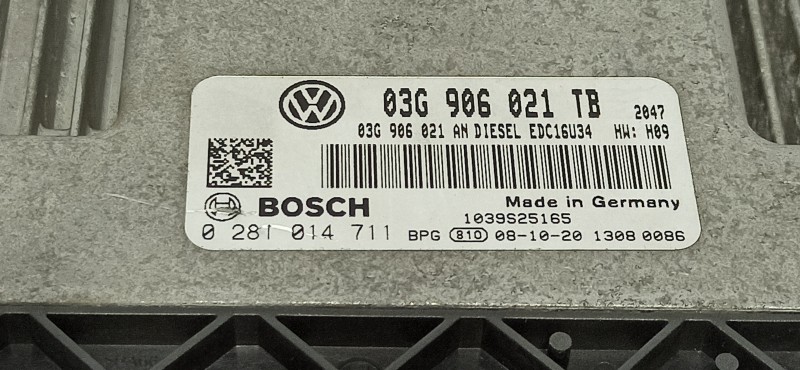 03G 906 021 TB 2047
03G 906 021 AN DIESEL EDC16U34 HW: H09
BOSCH Made in Germany
1039S25165
0 281 014 711 BPG 810 08-10-20 1308 0086